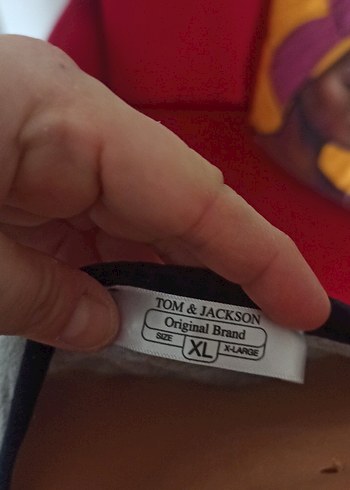 TOM & JACKSON
Original Brand
SIZE XL X-LARGE